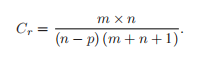 C_r = \frac{m \times n}{(n - p)(m + n + 1)}.